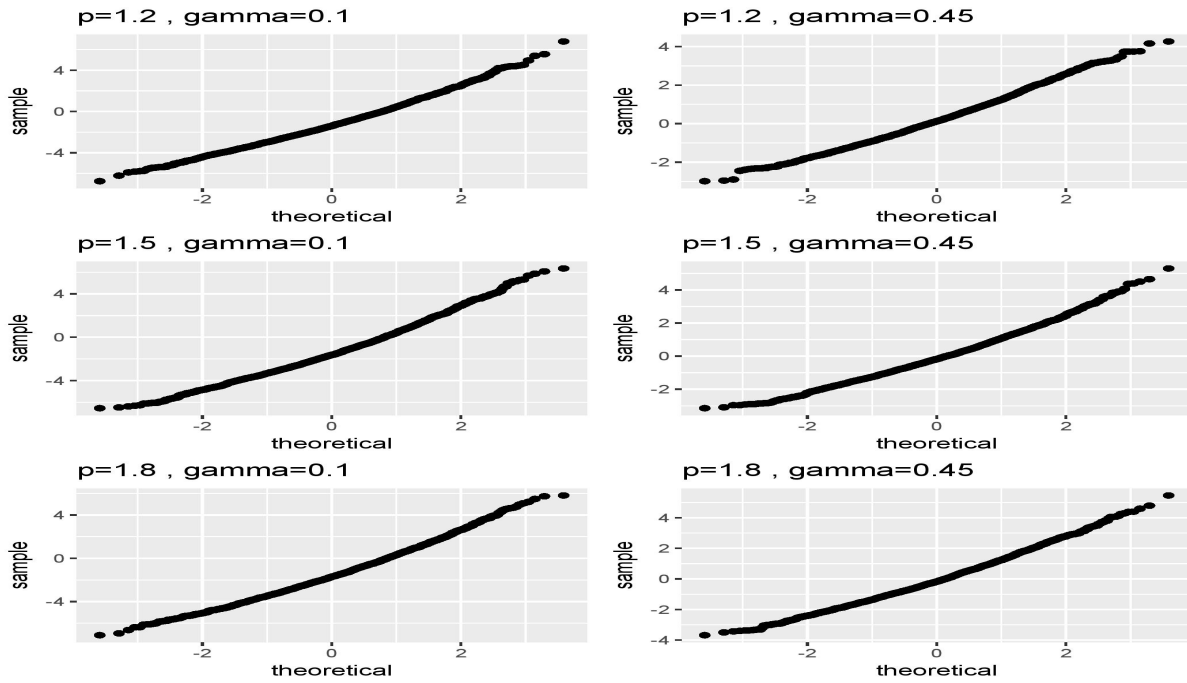 p=1.2 , gamma=0.1
4
0
-4
sample
-2 0 2
theoretical
p=1.2 , gamma=0.45
4
2
0
-2
sample
-2 0 2
theoretical
p=1.5 , gamma=0.1
4
0
-4
sample
-2 0 2
theoretical
p=1.5 , gamma=0.45
4
2
0
-2
sample
-2 0 2
theoretical
p=1.8 , gamma=0.1
4
0
-4
sample
-2 0 2
theoretical
p=1.8 , gamma=0.45
4
2
0
-2
-4
sample
-2 0 2
theoretical